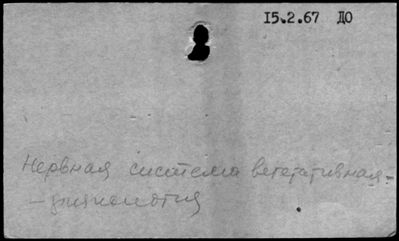 15.2.67 ДО
Нервная система вегетативная -
- физиология